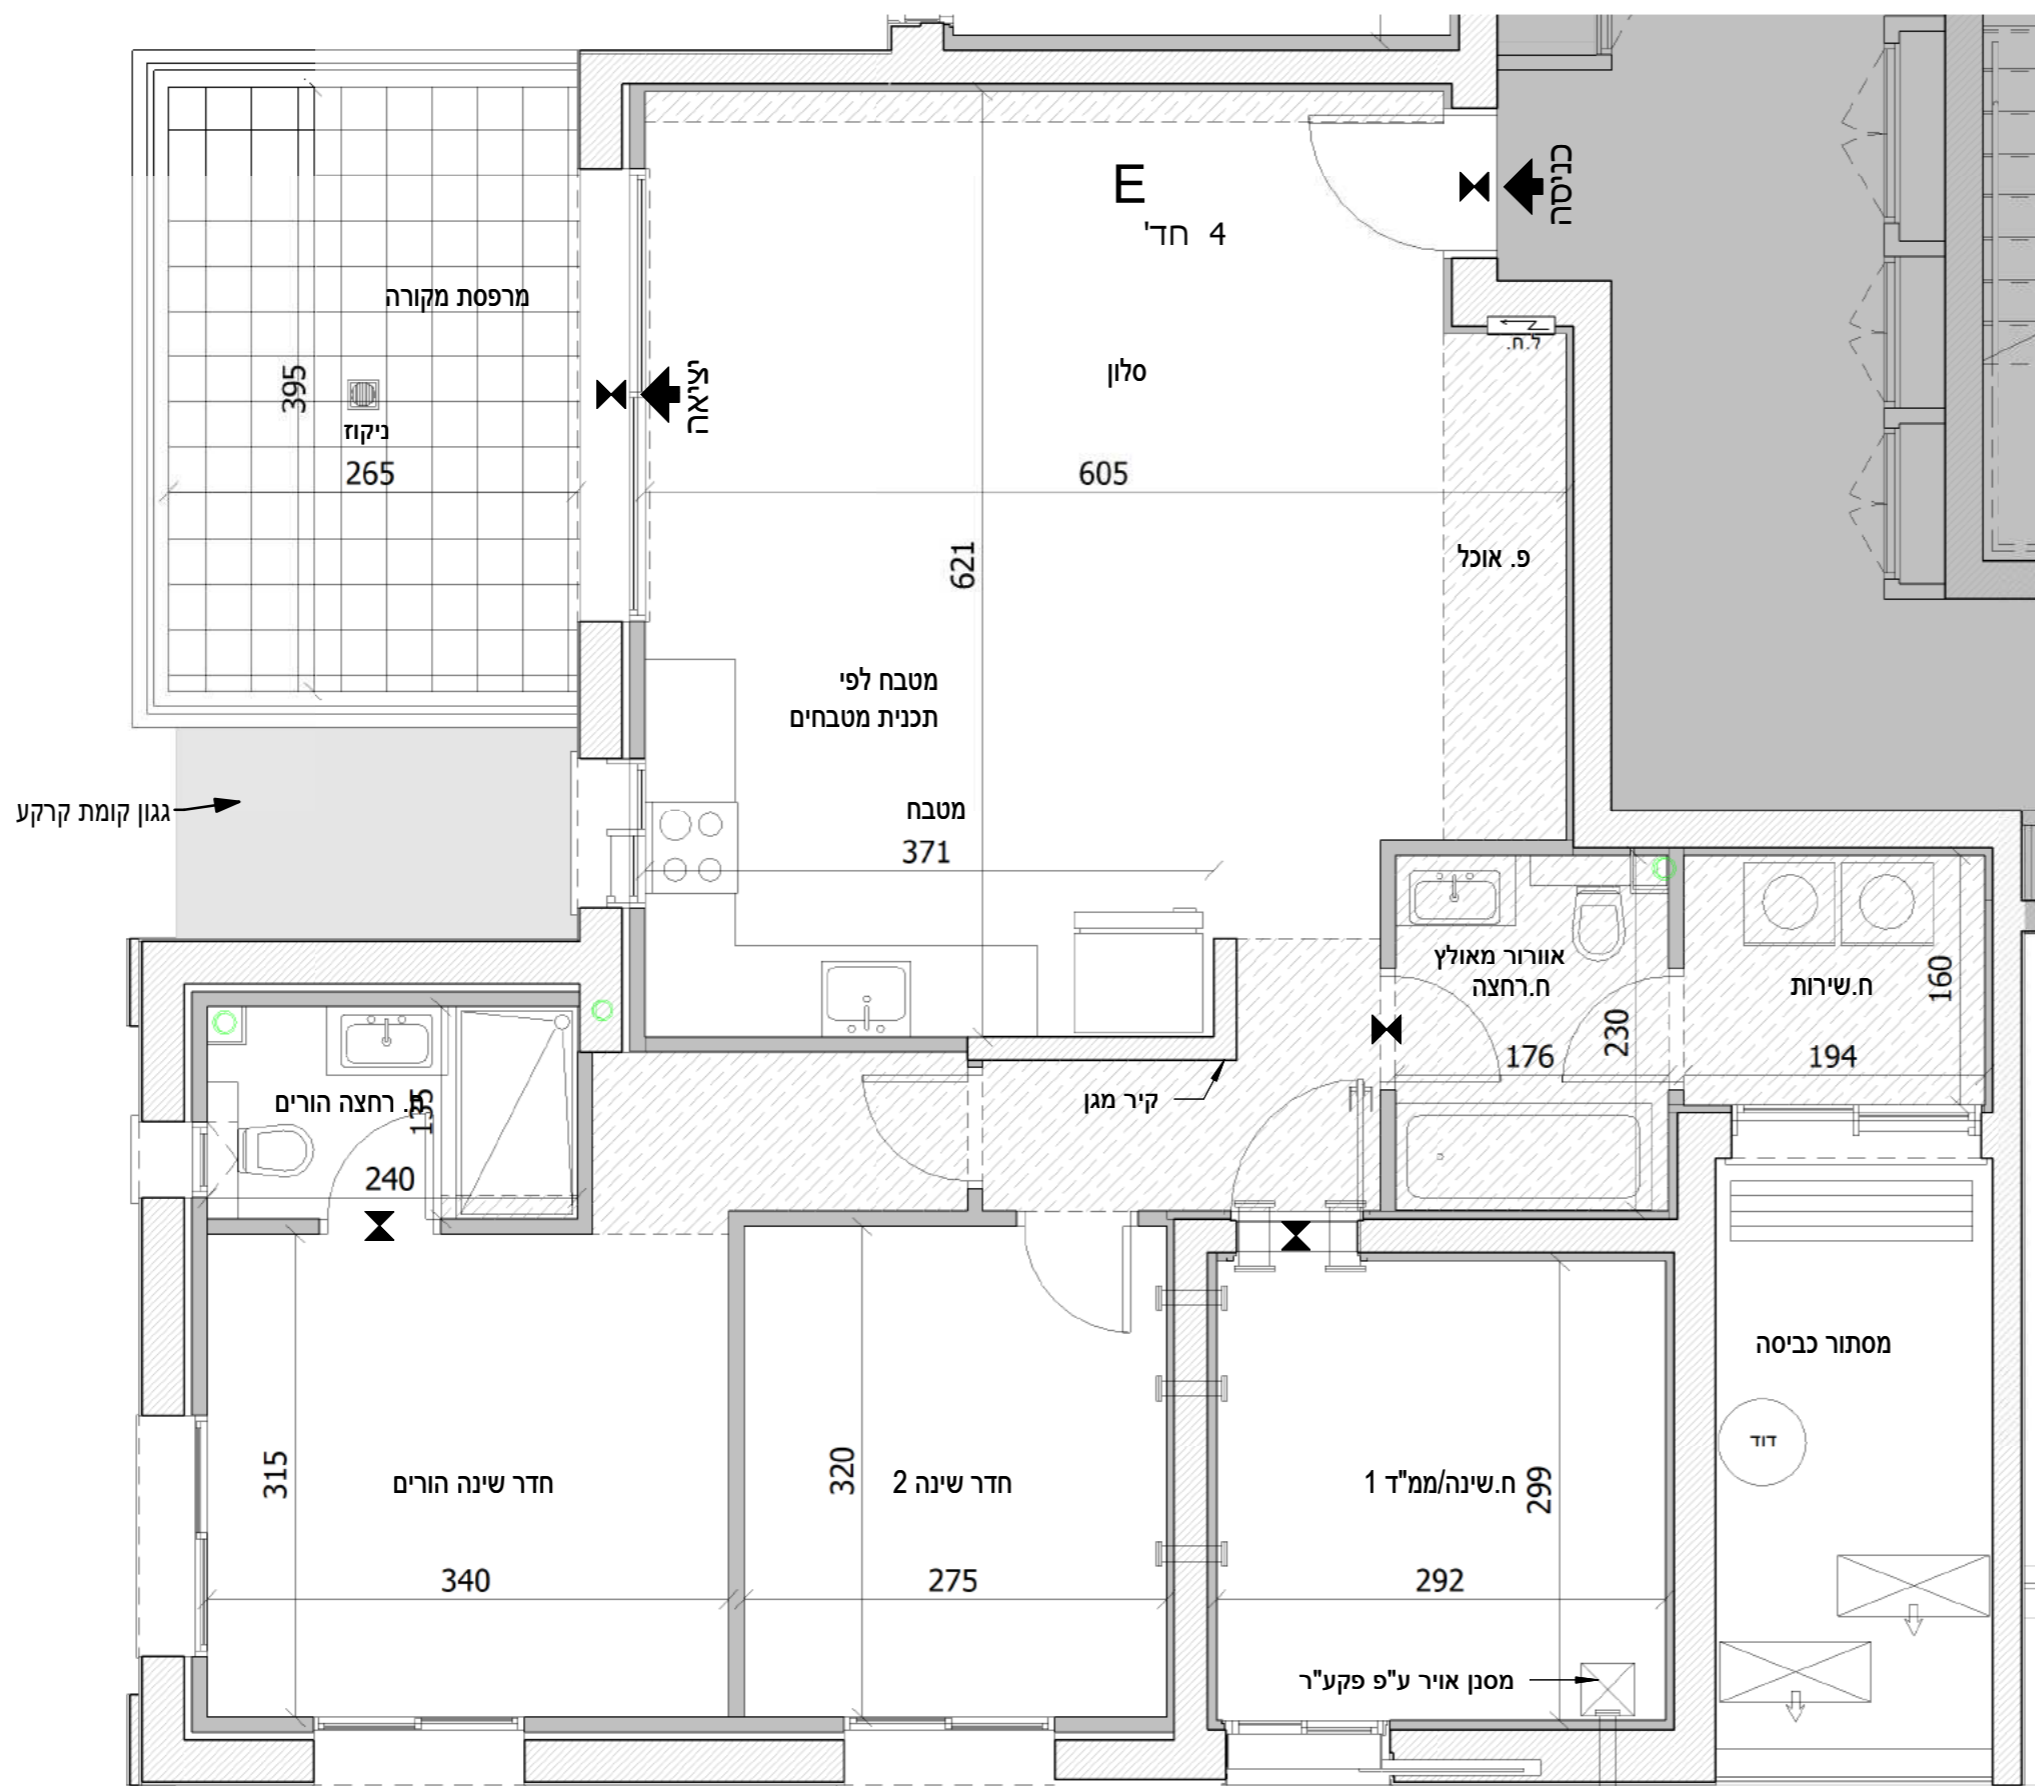 E
4 חד'
כניסה
מרפסת מקורה
395
ניקוז
265
יציאה
סלון
ל.ח.
605
621
פ. אוכל
מטבח לפי
תכנית מטבחים
מטבח
371
גגון קומת קרקע
אוורור מאולץ
ח.רחצה
176
230
ח.שירות
160
194
קיר מגן
ח. רחצה הורים
135
240
315
חדר שינה הורים
340
320
חדר שינה 2
275
ח.שינה/ממ"ד 1
299
292
מסנן אויר ע"פ פקע"ר
מסתור כביסה
דוד